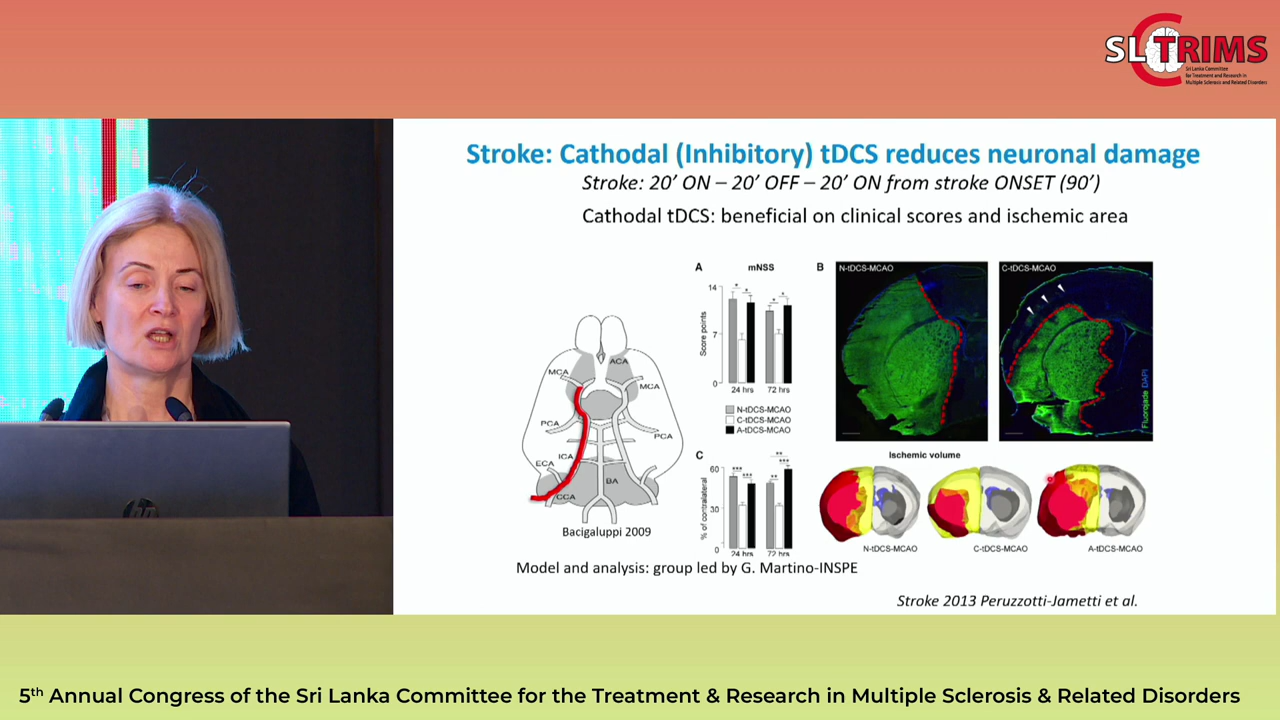 SLCTRIMS
Sri Lanka Committee
for Treatment and Research in
Multiple Sclerosis and Related Disorders
Stroke: Cathodal (Inhibitory) tDCS reduces neuronal damage
Stroke: 20’ ON – 20’ OFF – 20’ ON from stroke ONSET (90’)
Cathodal tDCS: beneficial on clinical scores and ischemic area
A
mNSS
14
7
0
Score points
* *
* *
24 hrs
72 hrs
N-tDCS-MCAO
C-tDCS-MCAO
A-tDCS-MCAO
B
N-tDCS-MCAO
C-tDCS-MCAO
Fluorojade DAPI
ACA
MCA
MCA
PCA
PCA
ICA
ECA
BA
CCA
Bacigaluppi 2009
C
60
30
0
% of contralateral
*** ***
** ** ***
24 hrs
72 hrs
Ischemic volume
N-tDCS-MCAO
C-tDCS-MCAO
A-tDCS-MCAO
Model and analysis: group led by G. Martino-INSPE
Stroke 2013 Peruzzotti-Jametti et al.
hp
5th Annual Congress of the Sri Lanka Committee for the Treatment & Research in Multiple Sclerosis & Related Disorders